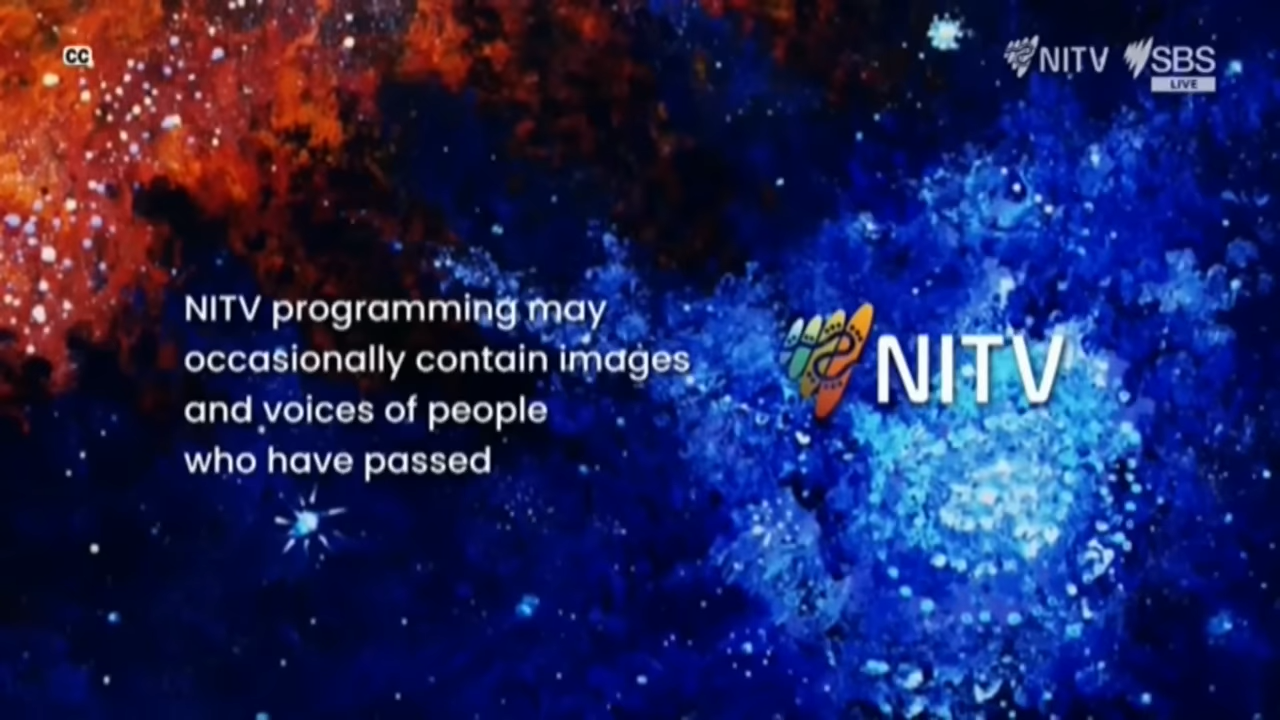 CC
NITV SBS
LIVE
NITV programming may
occasionally contain images
and voices of people
who have passed
NITV